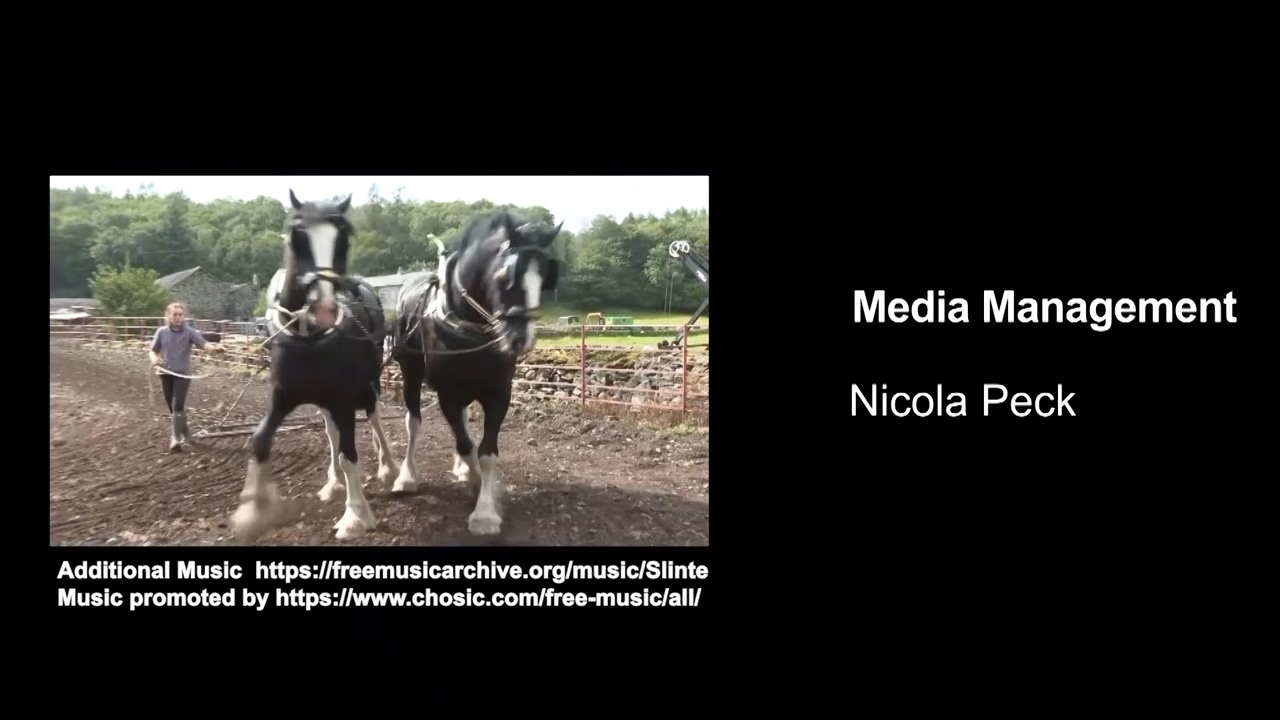 Media Management
Nicola Peck
Additional Music https://freemusicarchive.org/music/Slinte
Music promoted by https://www.chosic.com/free-music/all/